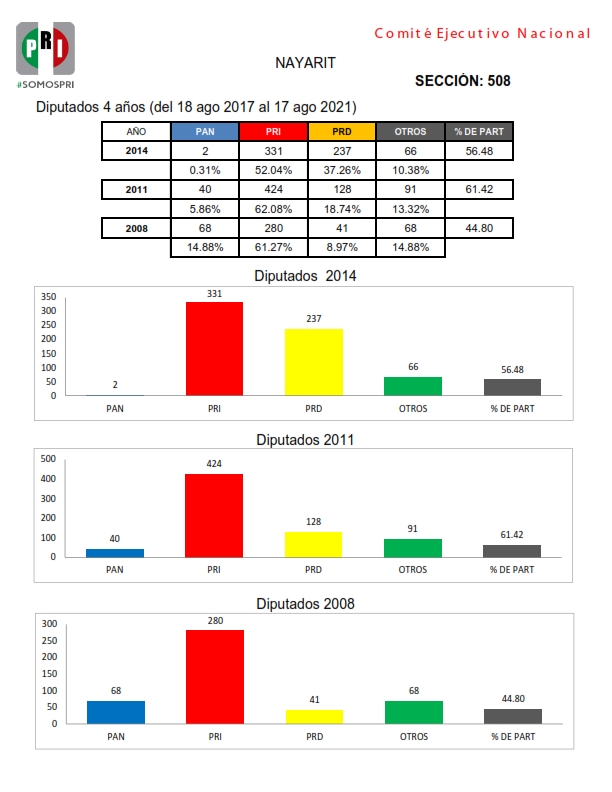 Comité Ejecutivo Nacional
PRI
#SOMOSPRI
NAYARIT
SECCIÓN: 508
Diputados 4 años (del 18 ago 2017 al 17 ago 2021)
AÑO PAN PRI PRD OTROS % DE PART
2014 2 331 237 66 56.48
0.31% 52.04% 37.26% 10.38%
2011 40 424 128 91 61.42
5.86% 62.08% 18.74% 13.32%
2008 68 280 41 68 44.80
14.88% 61.27% 8.97% 14.88%
Diputados 2014
350
300
250
200
150
100
50
0
2 331 237 66 56.48
PAN PRI PRD OTROS % DE PART
Diputados 2011
500
400
300
200
100
0
40 424 128 91 61.42
PAN PRI PRD OTROS % DE PART
Diputados 2008
300
250
200
150
100
50
0
68 280 41 68 44.80
PAN PRI PRD OTROS % DE PART